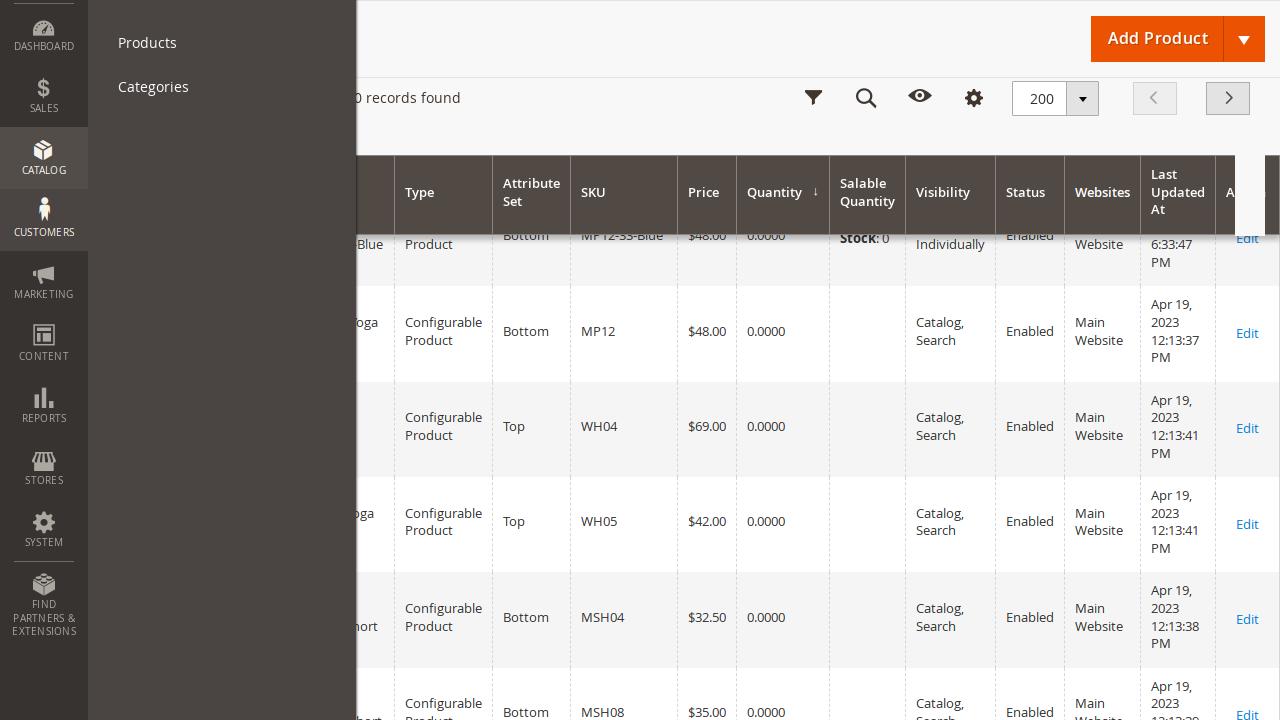 DASHBOARD
SALES
CATALOG
CUSTOMERS
MARKETING
CONTENT
REPORTS
STORES
SYSTEM
FIND
PARTNERS &
EXTENSIONS
Products
Categories
Add Product
0 records found
200
Type
Attribute
Set
SKU
Price
Quantity ↓
Salable
Quantity
Visibility
Status
Websites
Last
Updated
At
A
-Blue
Product
Bottom
MP12-33-Blue
$48.00
0.0000
Stock: 0
Individually
Enabled
Website
6:33:47
PM
Edit
Yoga
Configurable
Product
Bottom
MP12
$48.00
0.0000
Catalog,
Search
Enabled
Main
Website
Apr 19,
2023
12:13:37
PM
Edit
Configurable
Product
Top
WH04
$69.00
0.0000
Catalog,
Search
Enabled
Main
Website
Apr 19,
2023
12:13:41
PM
Edit
oga
Configurable
Product
Top
WH05
$42.00
0.0000
Catalog,
Search
Enabled
Main
Website
Apr 19,
2023
12:13:41
PM
Edit
hort
Configurable
Product
Bottom
MSH04
$32.50
0.0000
Catalog,
Search
Enabled
Main
Website
Apr 19,
2023
12:13:38
PM
Edit
Configurable
Product
Bottom
MSH08
$35.00
0.0000
Catalog,
Search
Enabled
Main
Website
Apr 19,
2023
Edit